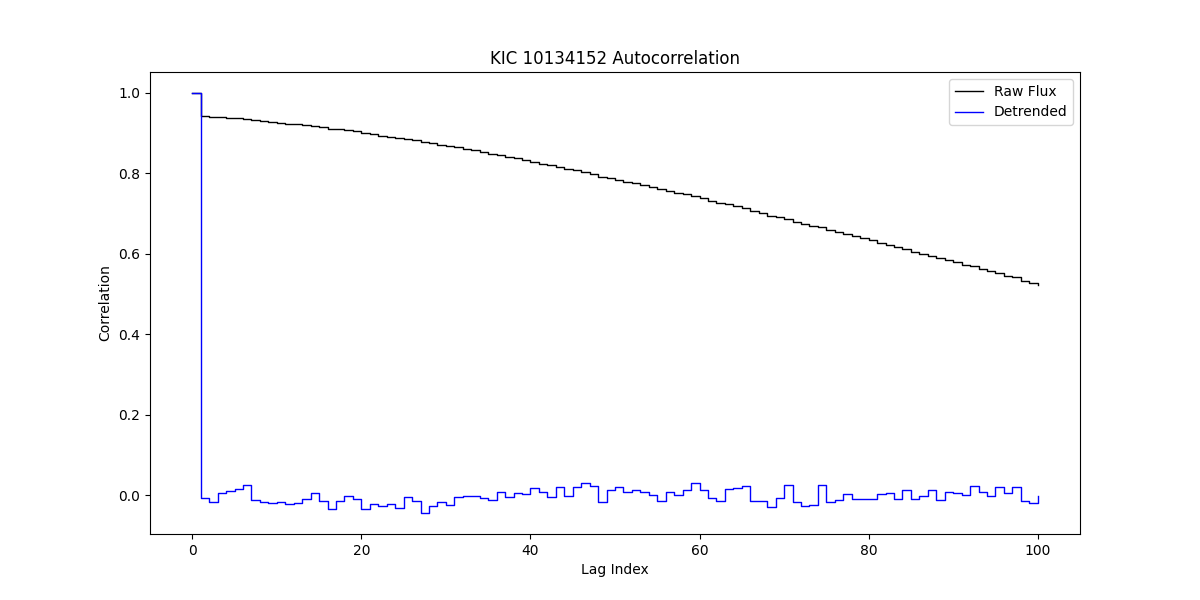 KIC 10134152 Autocorrelation
Raw Flux
Detrended
1.0
0.8
0.6
0.4
0.2
0.0
Correlation
0 20 40 60 80 100
Lag Index